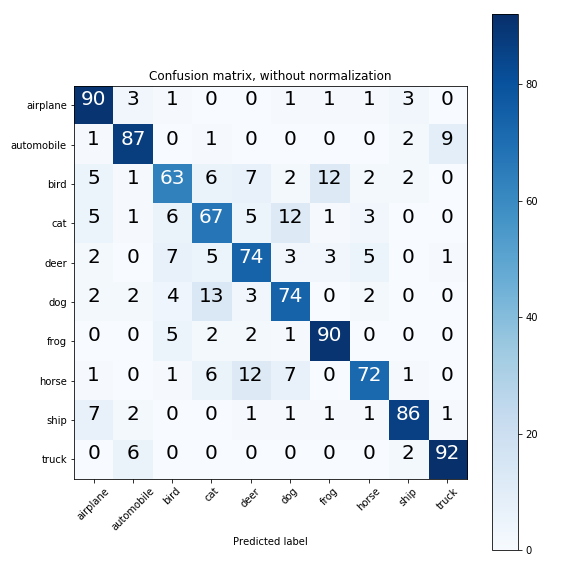 Confusion matrix, without normalization
airplane 90 3 1 0 0 1 1 1 3 0
automobile 1 87 0 1 0 0 0 0 2 9
bird 5 1 63 6 7 2 12 2 2 0
cat 5 1 6 67 5 12 1 3 0 0
deer 2 0 7 5 74 3 3 5 0 1
dog 2 2 4 13 3 74 0 2 0 0
frog 0 0 5 2 2 1 90 0 0 0
horse 1 0 1 6 12 7 0 72 1 0
ship 7 2 0 0 1 1 1 1 86 1
truck 0 6 0 0 0 0 0 0 2 92
airplane automobile bird cat deer dog frog horse ship truck
Predicted label
80
60
40
20
0